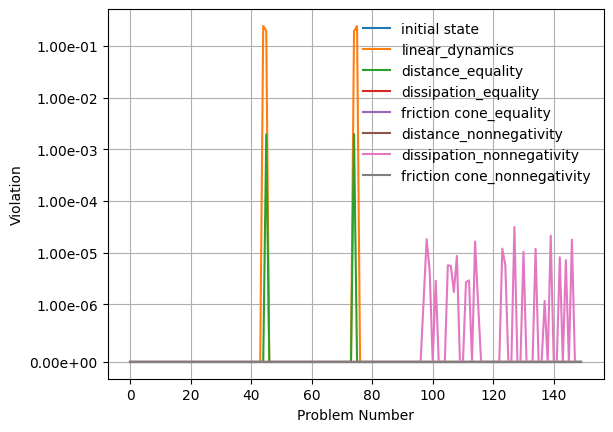 initial state
linear_dynamics
distance_equality
dissipation_equality
friction cone_equality
distance_nonnegativity
dissipation_nonnegativity
friction cone_nonnegativity
1.00e-01
1.00e-02
1.00e-03
1.00e-04
1.00e-05
1.00e-06
0.00e+00
Violation
0 20 40 60 80 100 120 140
Problem Number